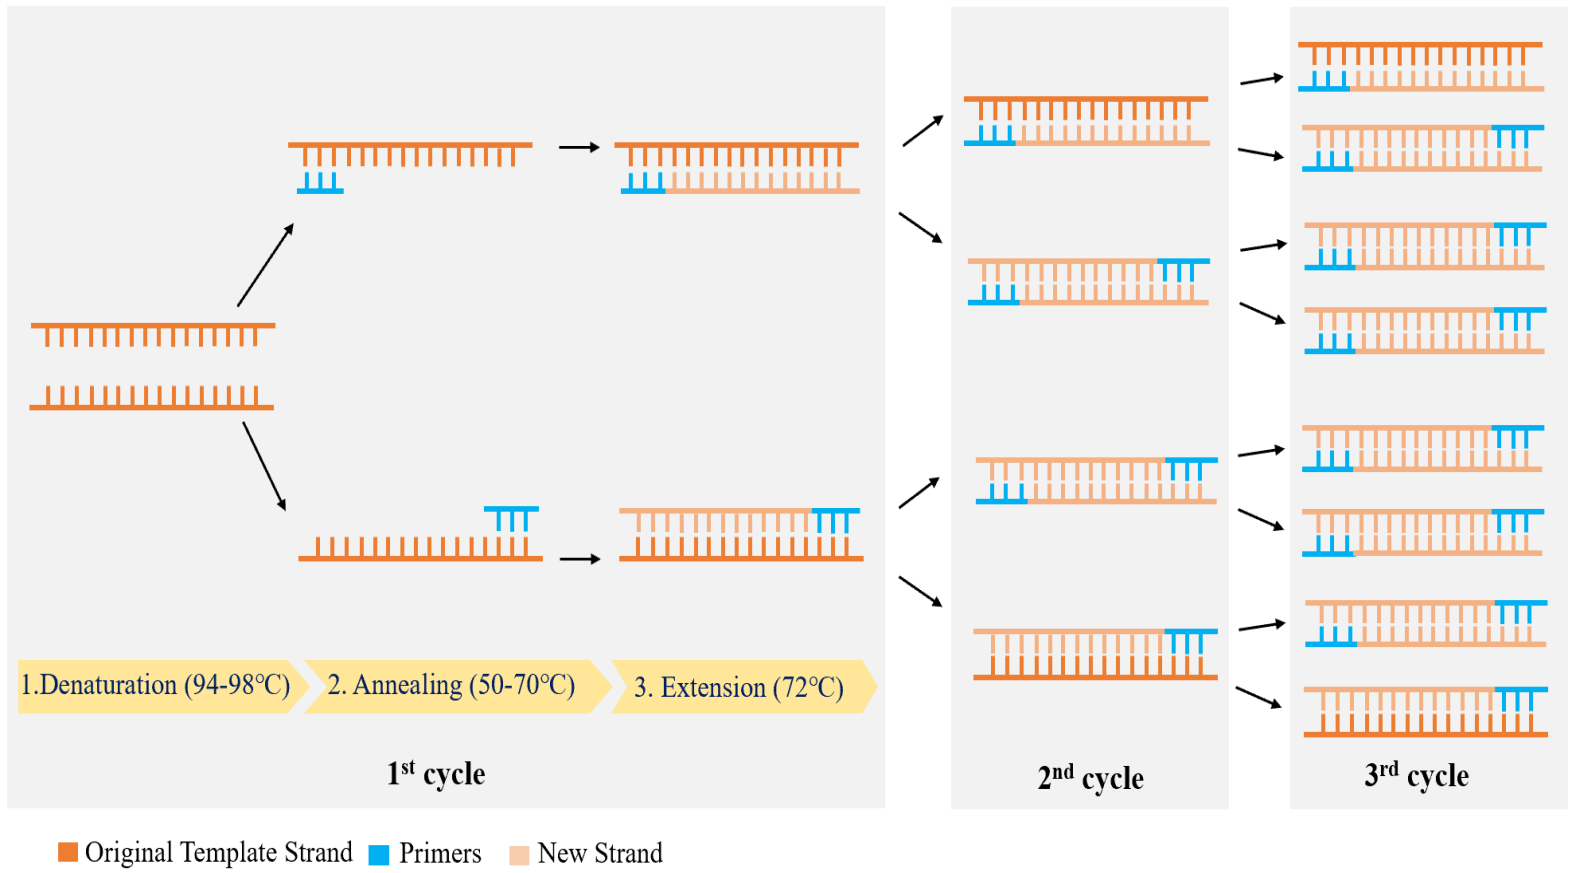 1.Denaturation (94-98℃)
2. Annealing (50-70℃)
3. Extension (72℃)
1st cycle
2nd cycle
3rd cycle
Original Template Strand
Primers
New Strand